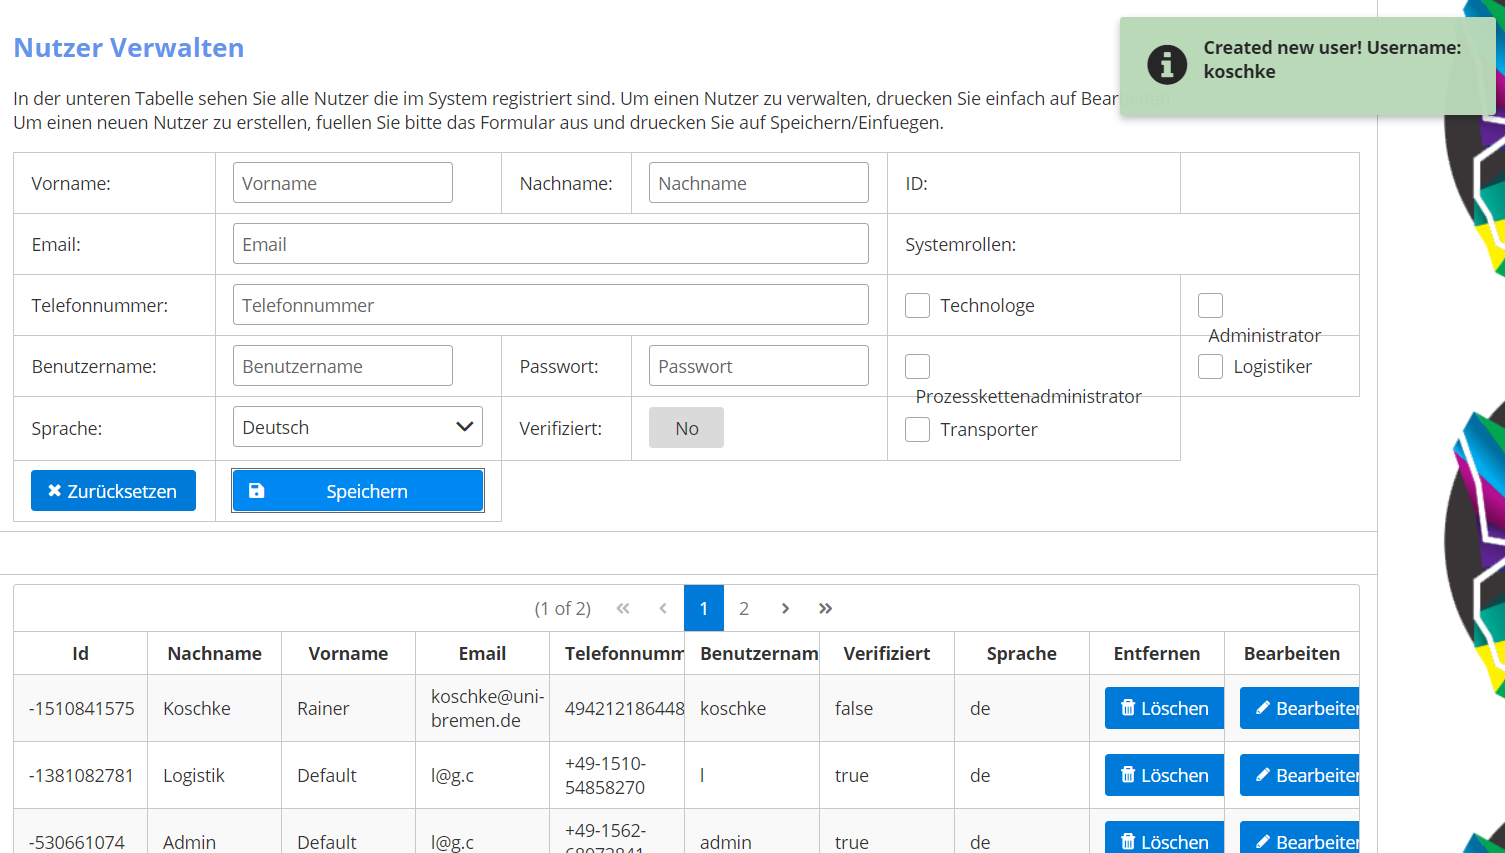 Nutzer Verwalten
Created new user! Username:
koschke
In der unteren Tabelle sehen Sie alle Nutzer die im System registriert sind. Um einen Nutzer zu verwalten, druecken Sie einfach auf Bearbeiten.
Um einen neuen Nutzer zu erstellen, fuellen Sie bitte das Formular aus und druecken Sie auf Speichern/Einfuegen.
Vorname: Vorname Nachname: Nachname ID:
Email: Email Systemrollen:
Telefonnummer: Telefonnummer Technologe
Administrator
Benutzername: Benutzername Passwort: Passwort Logistiker
Prozesskettenadministrator
Sprache: Deutsch Verifiziert: No Transporter
Zurücksetzen Speichern
(1 of 2) 1 2
Id Nachname Vorname Email Telefonnumm Benutzernam Verifiziert Sprache Entfernen Bearbeiten
-1510841575 Koschke Rainer koschke@uni-bremen.de 494212186448 koschke false de Löschen Bearbeiten
-1381082781 Logistik Default l@g.c +49-1510-54858270 l true de Löschen Bearbeiten
-530661074 Admin Default l@g.c +49-1562- admin true de Löschen Bearbeiten